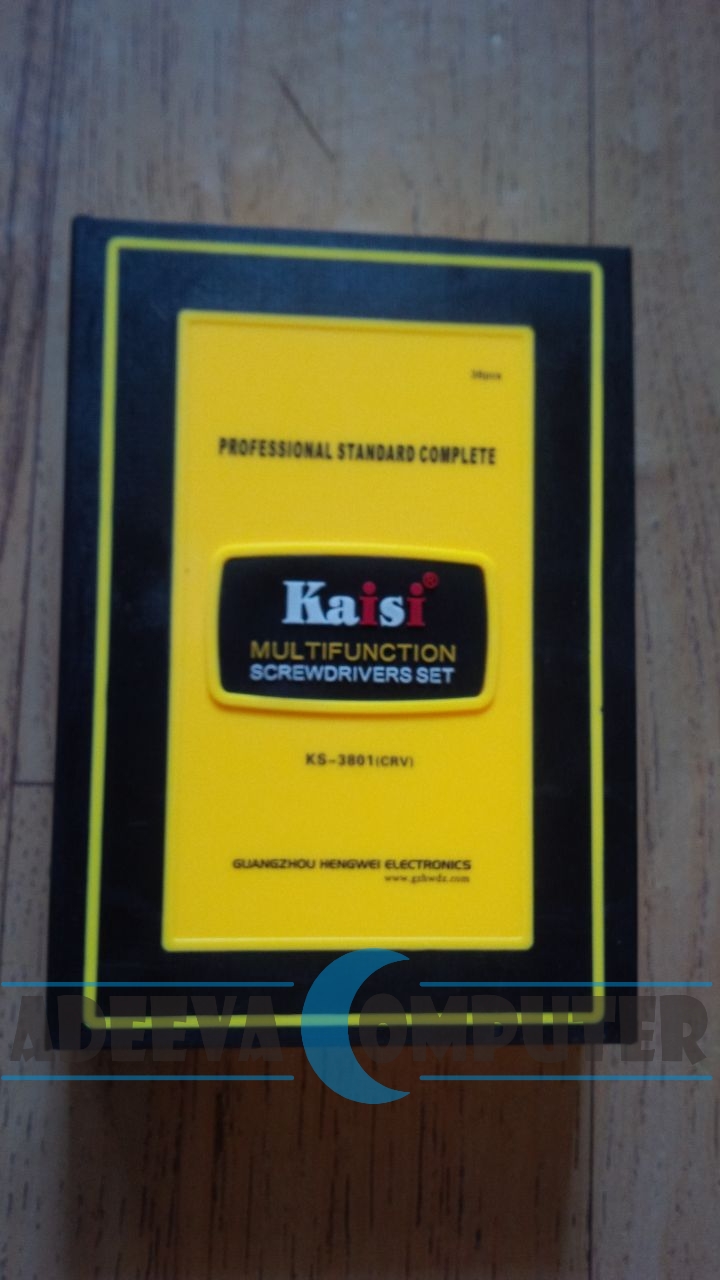 38pcs
PROFESSIONAL STANDARD COMPLETE
Kaisi®
MULTIFUNCTION
SCREWDRIVERS SET
KS-3801(CRV)
GUANGZHOU HENGWEI ELECTRONICS
www.gzhwdz.com
ADEEVA COMPUTER